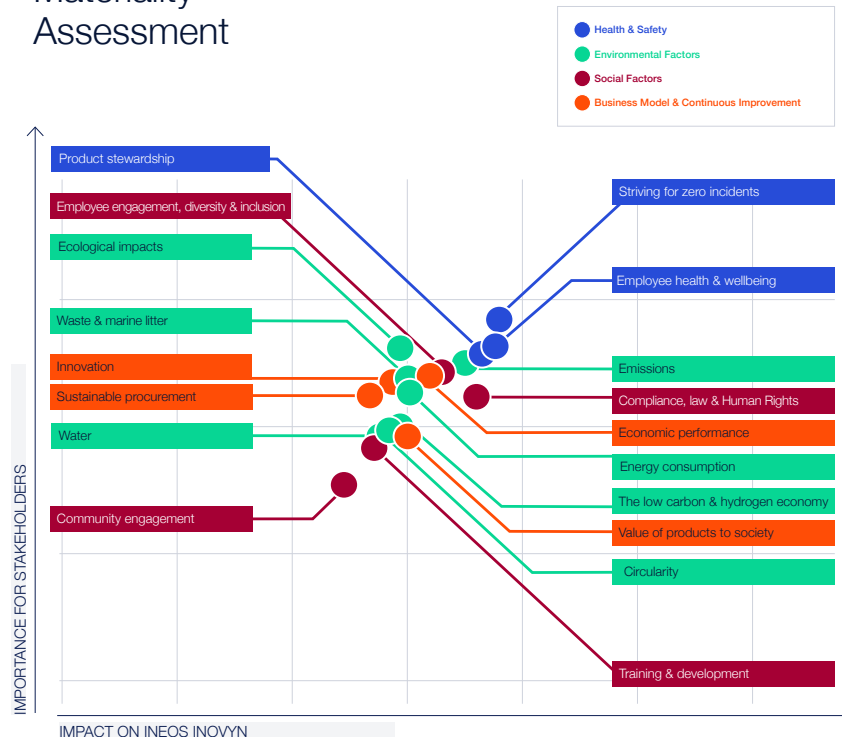 Materiality
Assessment
Health & Safety
Environmental Factors
Social Factors
Business Model & Continuous Improvement
Product stewardship
Employee engagement, diversity & inclusion
Ecological impacts
Waste & marine litter
Innovation
Sustainable procurement
Water
Community engagement
Striving for zero incidents
Employee health & wellbeing
Emissions
Compliance, law & Human Rights
Economic performance
Energy consumption
The low carbon & hydrogen economy
Value of products to society
Circularity
Training & development
IMPORTANCE FOR STAKEHOLDERS
IMPACT ON INEOS INOVYN